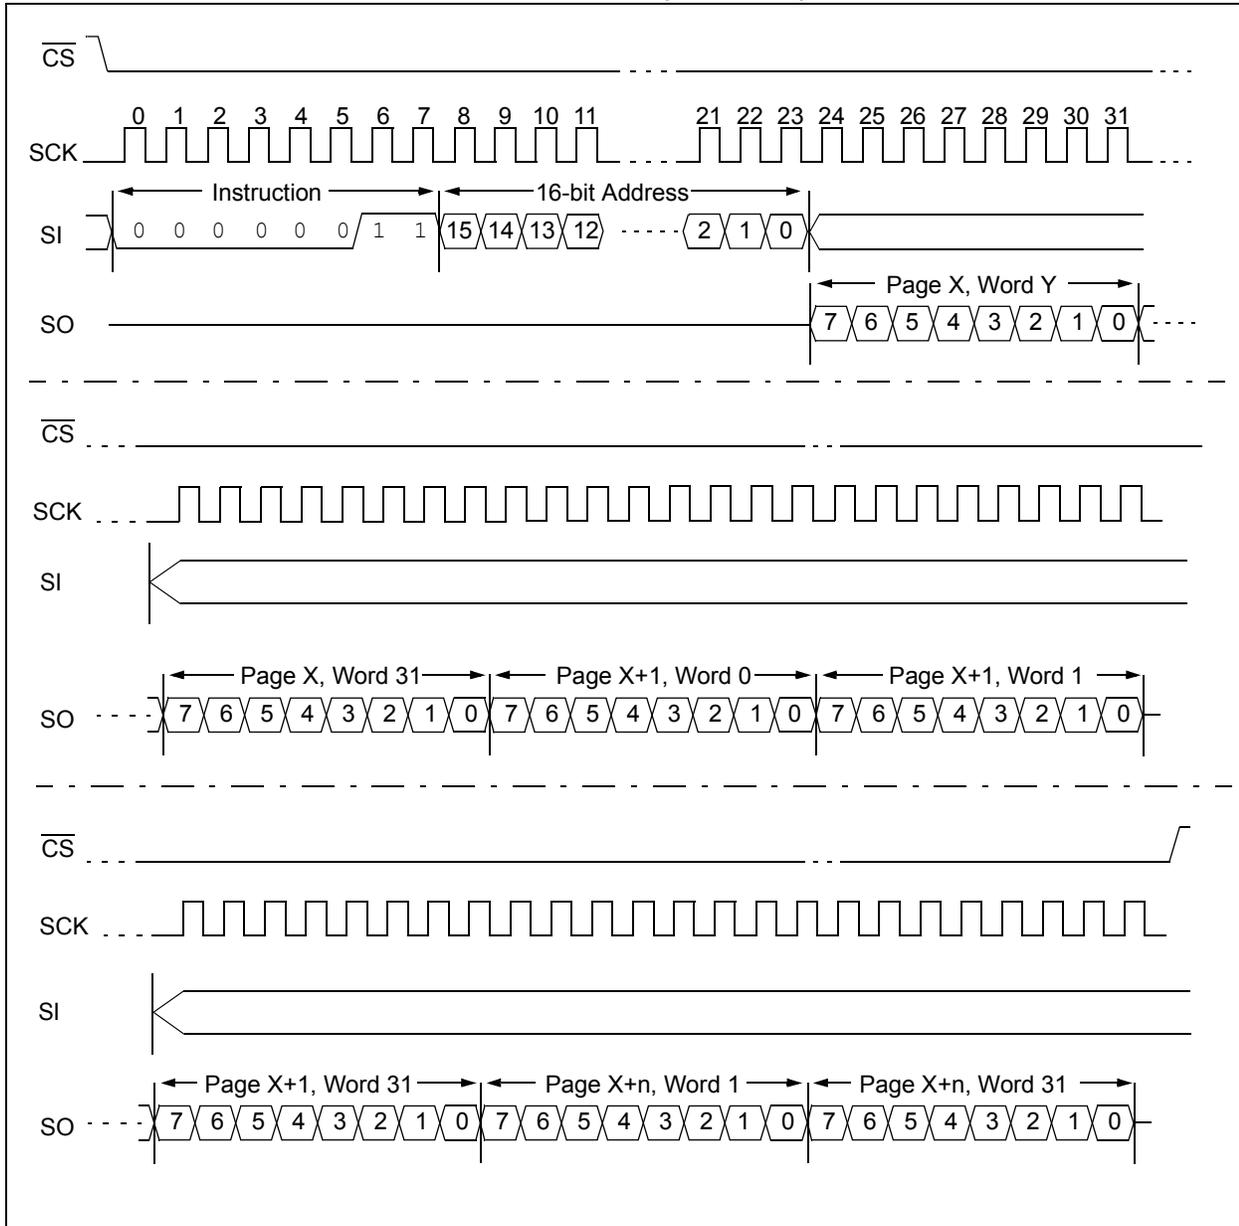 CS
0 1 2 3 4 5 6 7 8 9 10 11 21 22 23 24 25 26 27 28 29 30 31
SCK
Instruction 16-bit Address
SI 0 0 0 0 0 0 1 1 15 14 13 12 2 1 0
Page X, Word Y
SO 7 6 5 4 3 2 1 0
CS
SCK
SI
Page X, Word 31 Page X+1, Word 0 Page X+1, Word 1
SO 7 6 5 4 3 2 1 0 7 6 5 4 3 2 1 0 7 6 5 4 3 2 1 0
CS
SCK
SI
Page X+1, Word 31 Page X+n, Word 1 Page X+n, Word 31
SO 7 6 5 4 3 2 1 0 7 6 5 4 3 2 1 0 7 6 5 4 3 2 1 0